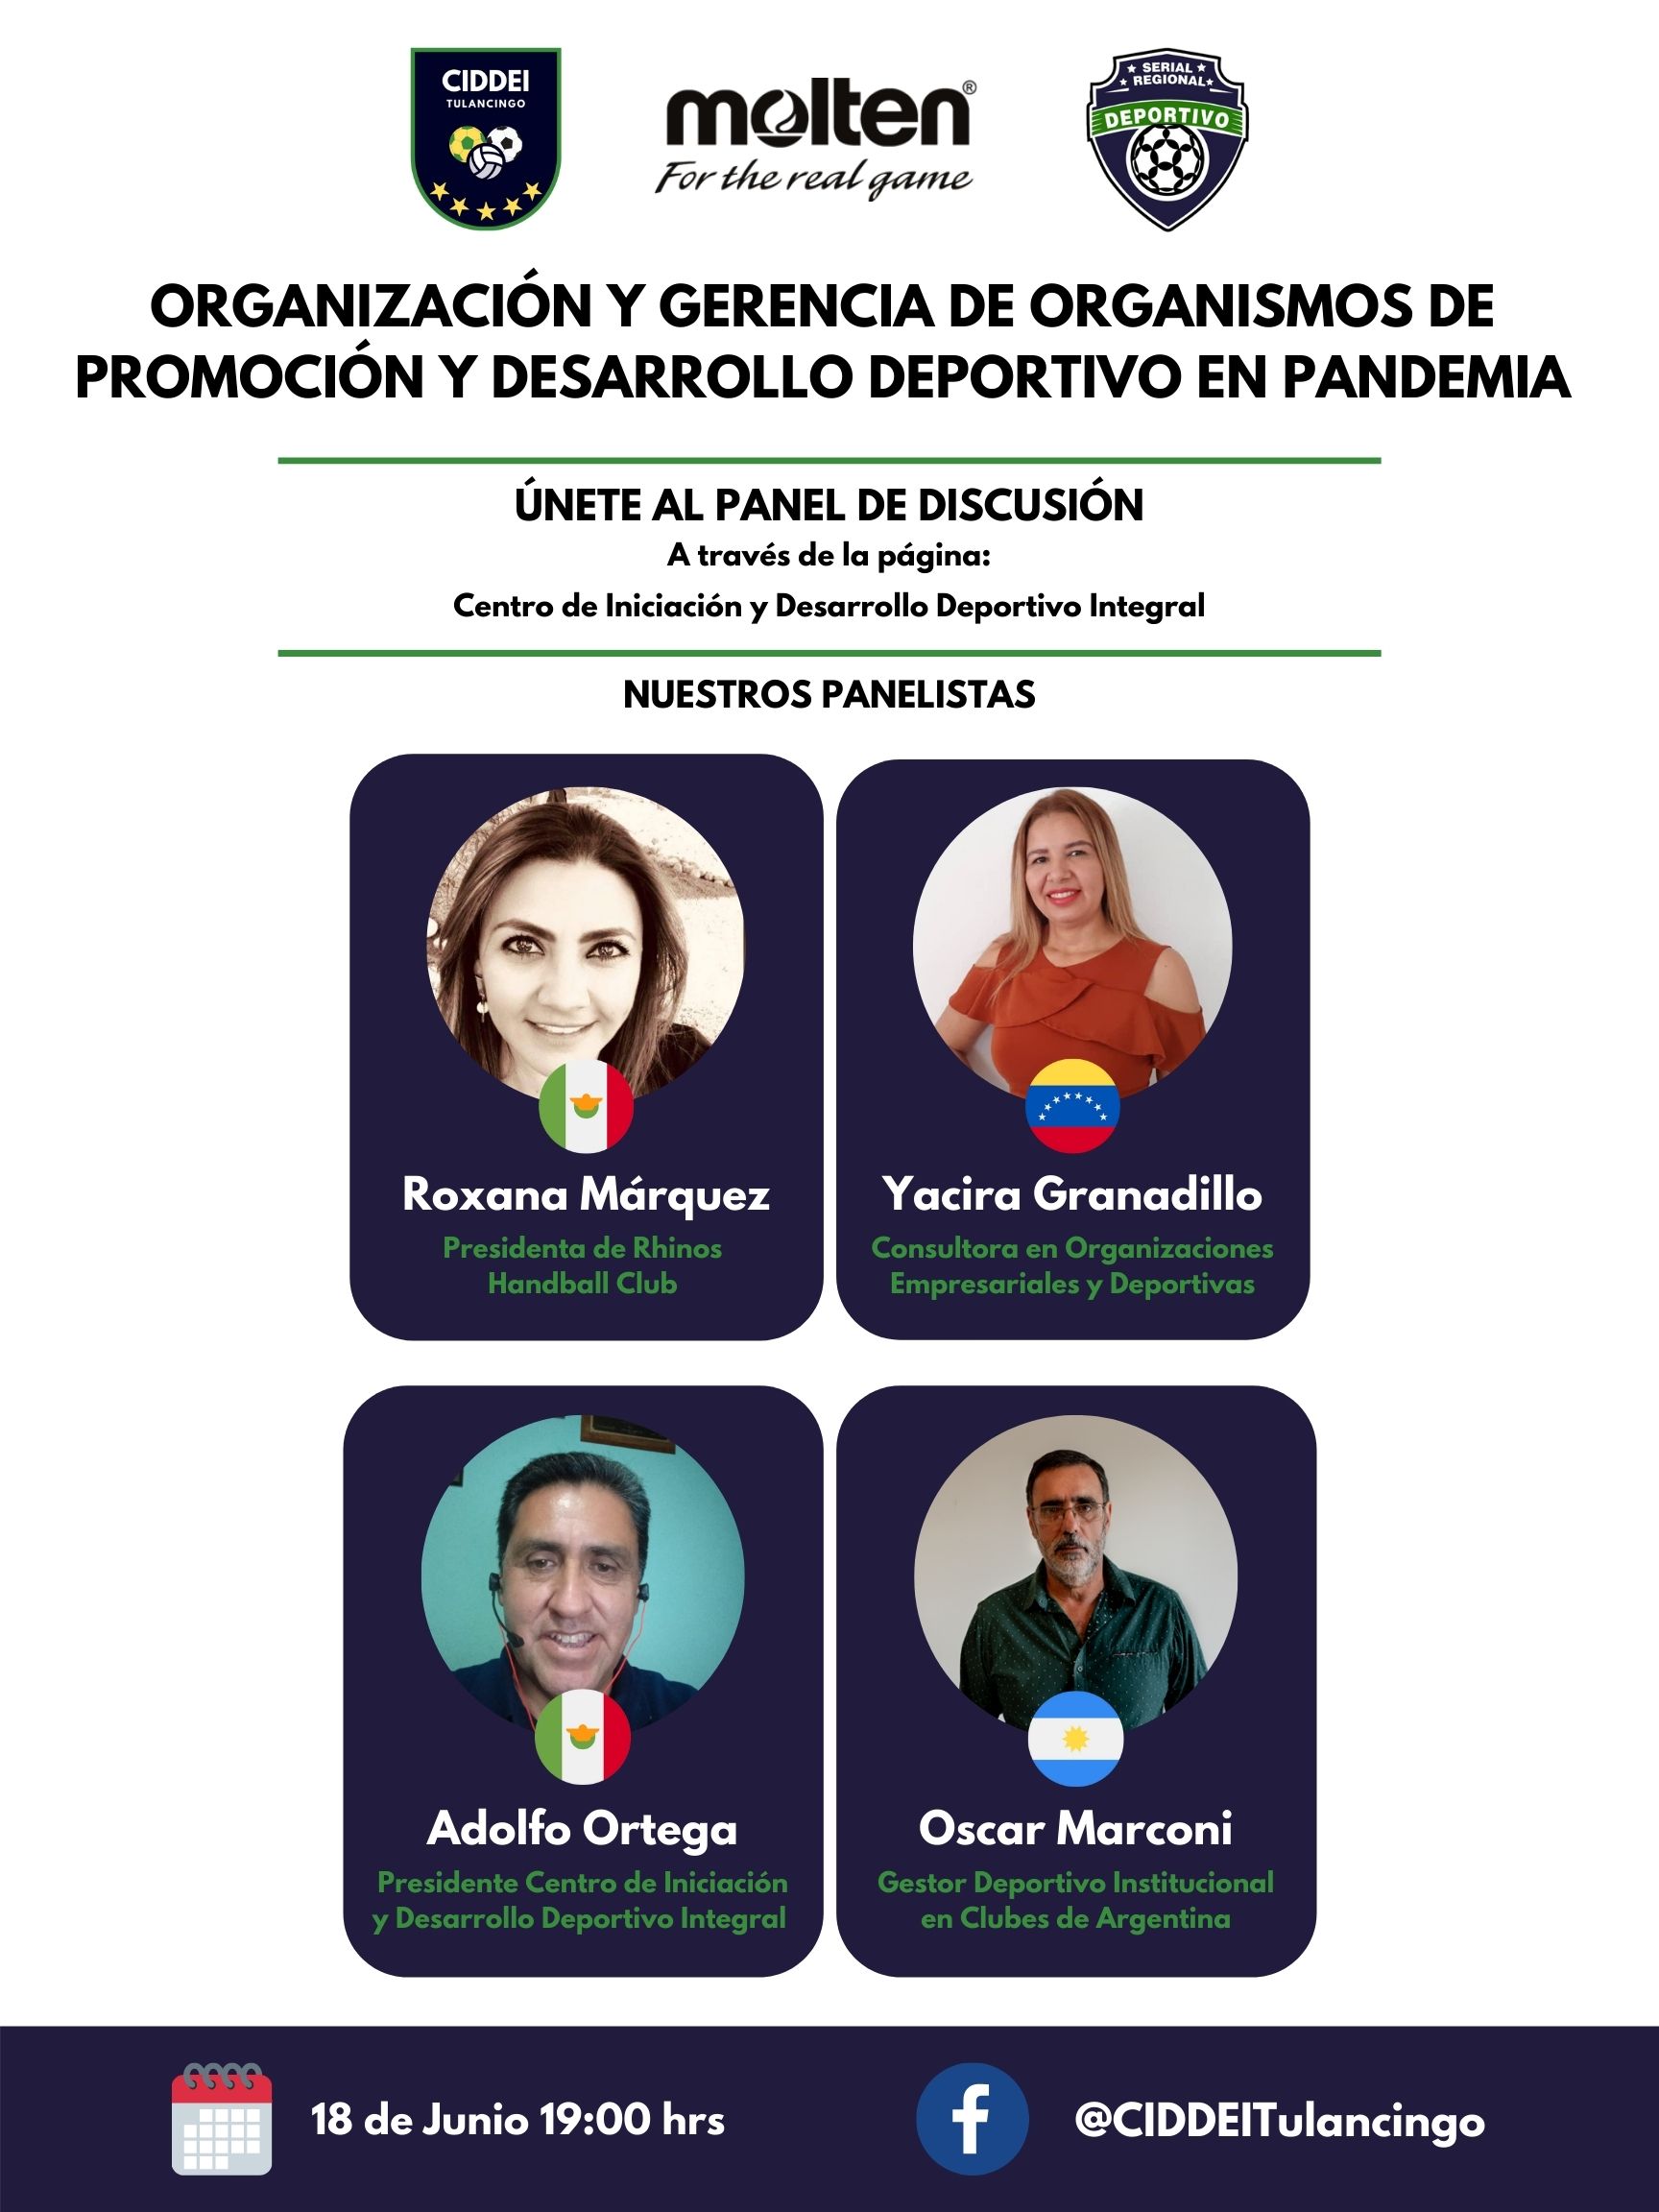 CIDDEI
TULANCINGO
molten®
For the real game
SERIAL
REGIONAL
DEPORTIVO
ORGANIZACIÓN Y GERENCIA DE ORGANISMOS DE
PROMOCIÓN Y DESARROLLO DEPORTIVO EN PANDEMIA
ÚNETE AL PANEL DE DISCUSIÓN
A través de la página:
Centro de Iniciación y Desarrollo Deportivo Integral
NUESTROS PANELISTAS
Roxana Márquez
Presidenta de Rhinos
Handball Club
Yacira Granadillo
Consultora en Organizaciones
Empresariales y Deportivas
Adolfo Ortega
Presidente Centro de Iniciación
y Desarrollo Deportivo Integral
Oscar Marconi
Gestor Deportivo Institucional
en Clubes de Argentina
18 de Junio 19:00 hrs
@CIDDEITulancingo